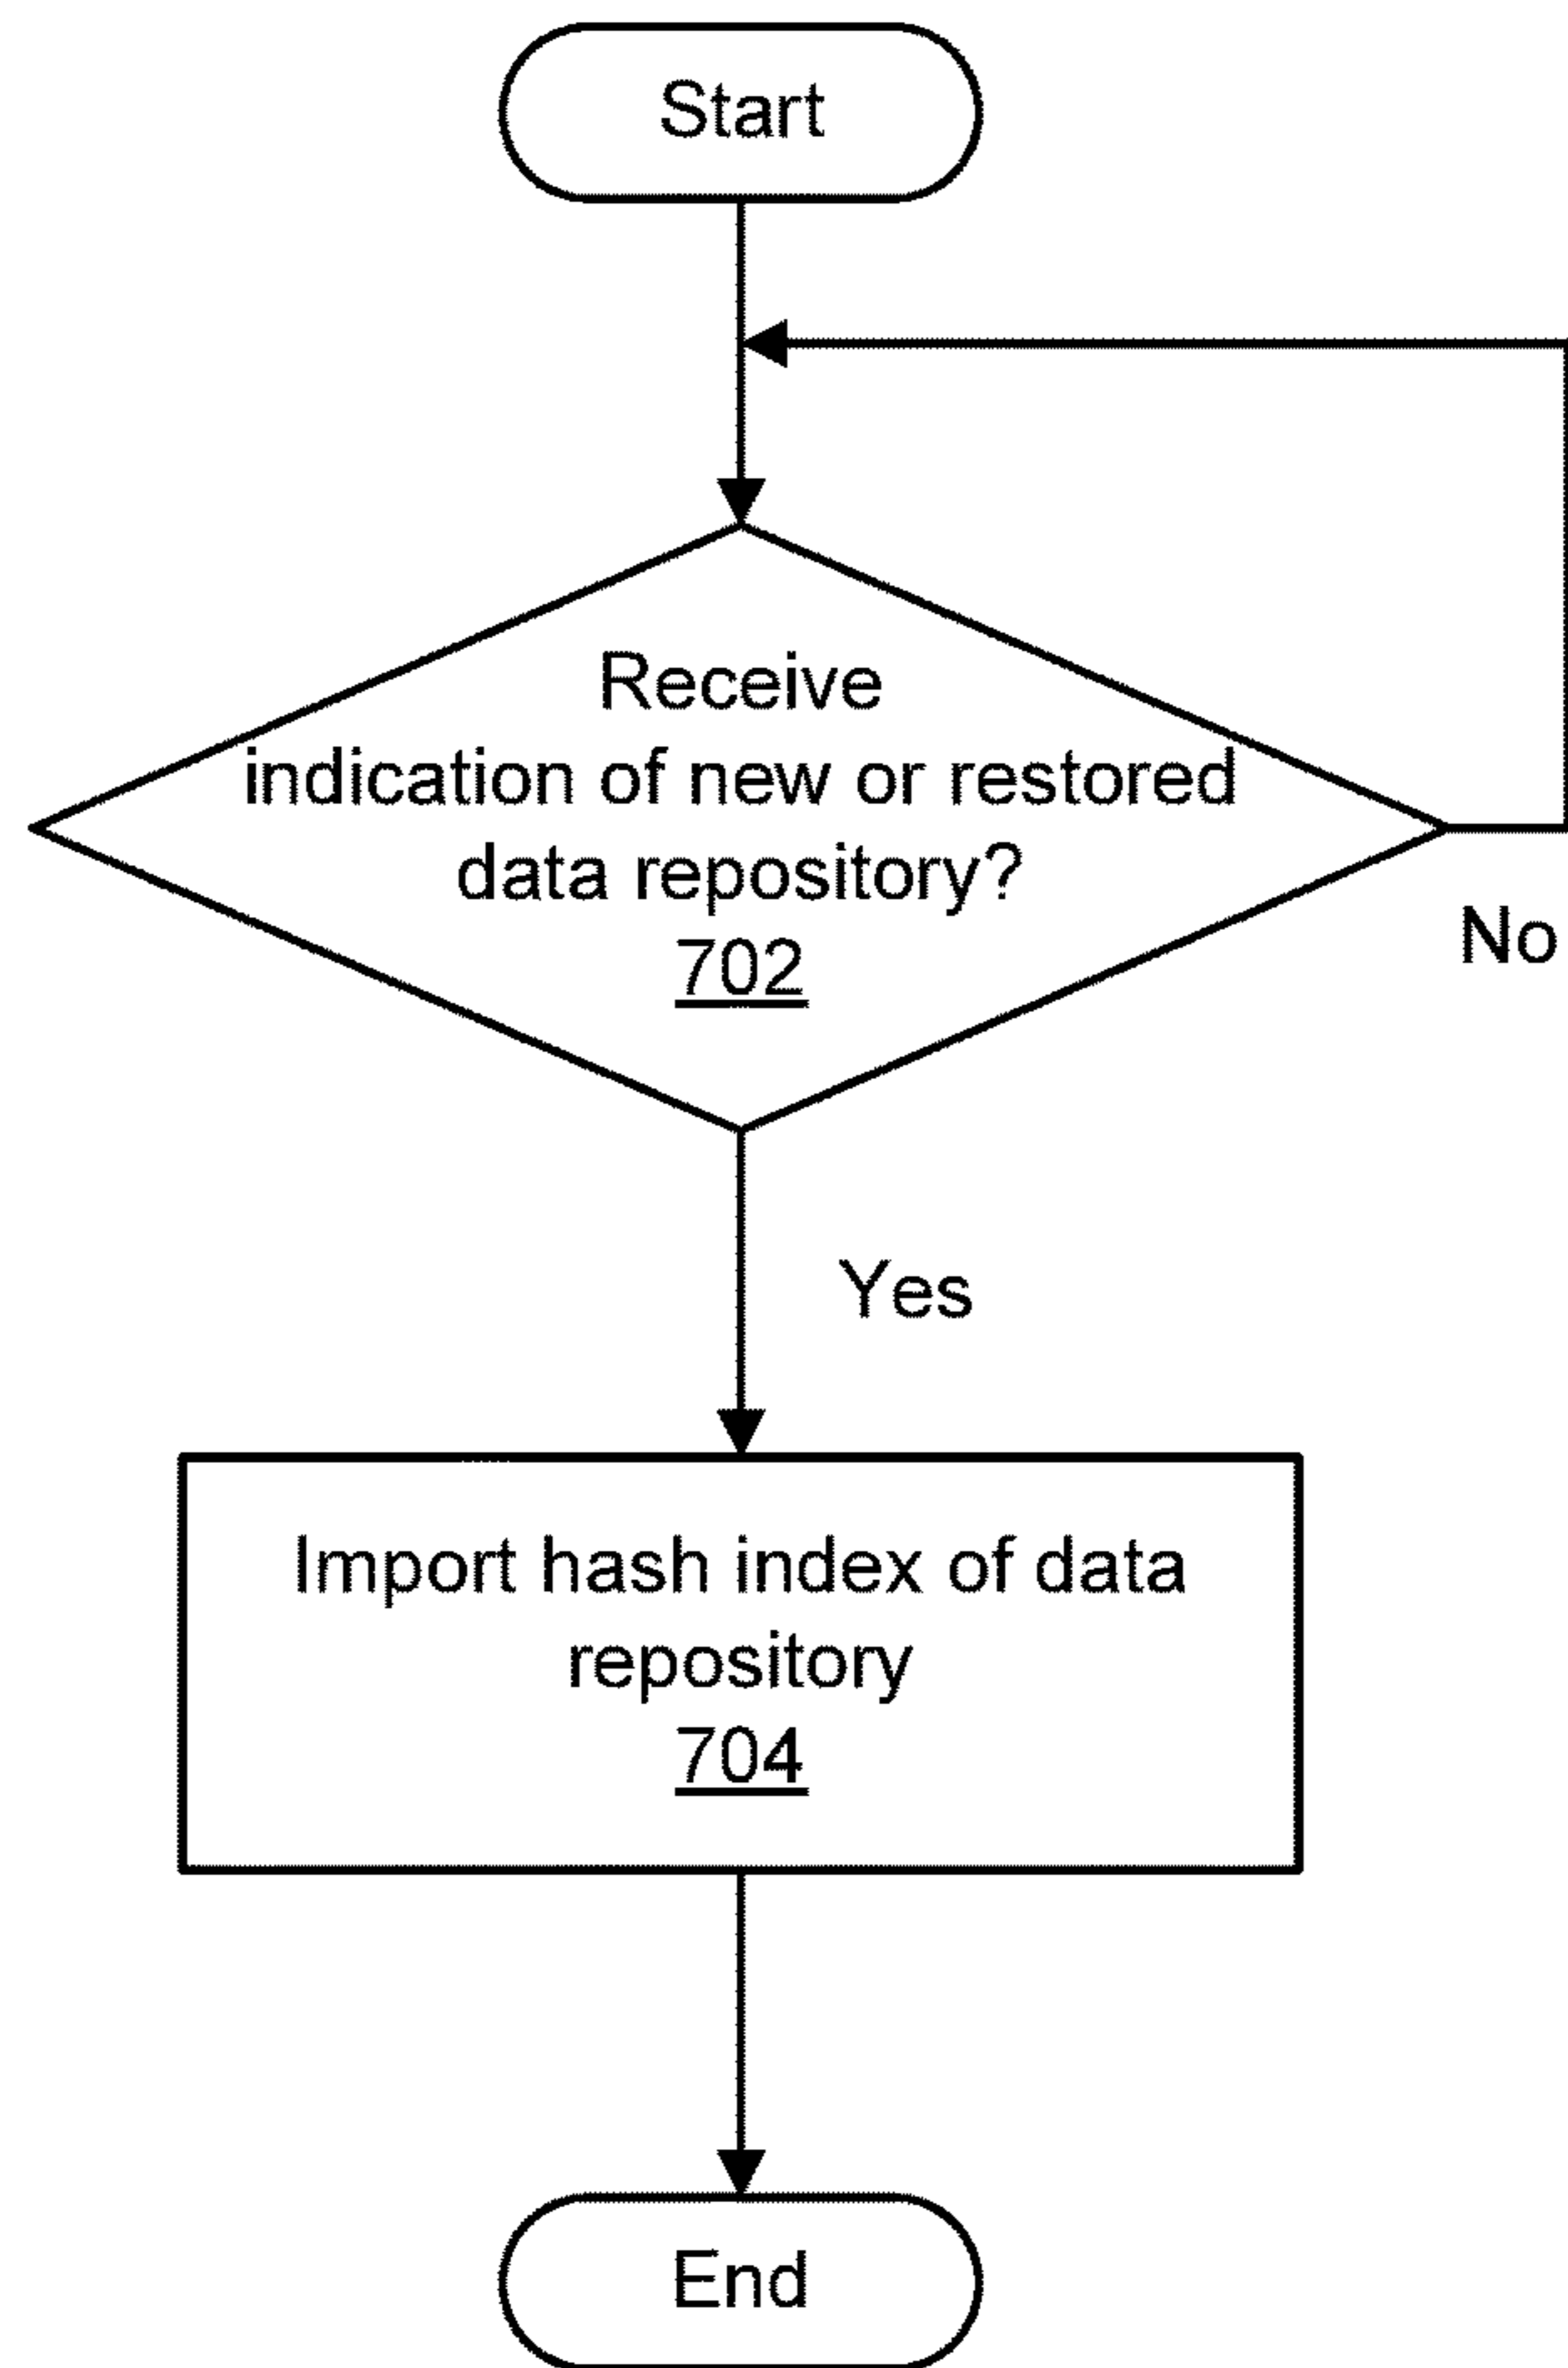 Start
Receive
indication of new or restored
data repository?
702
No
Yes
Import hash index of data
repository
704
End